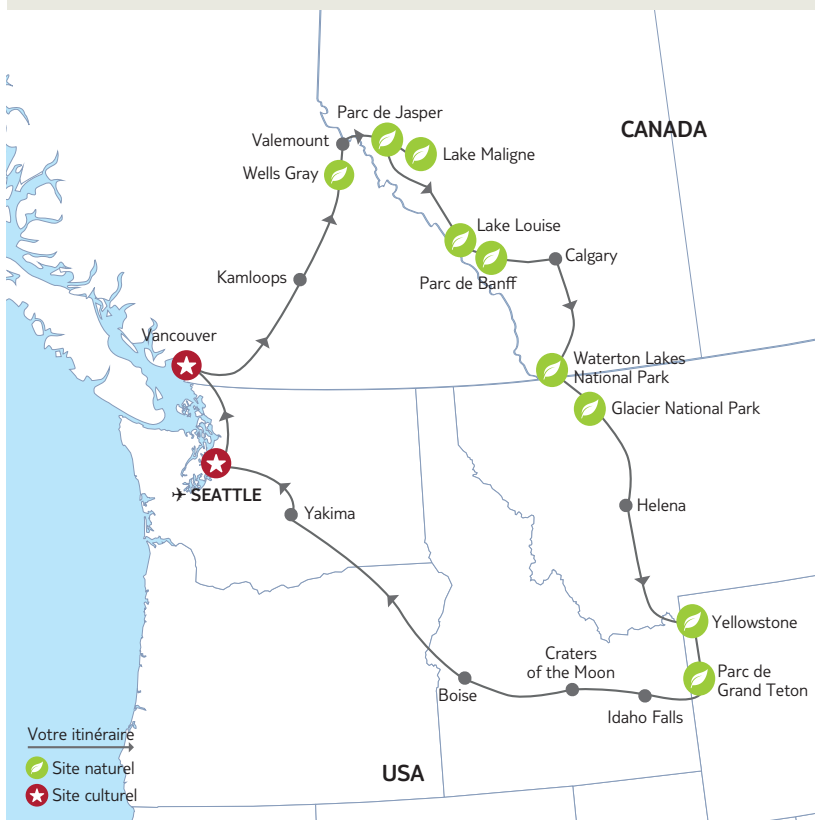 Parc de Jasper
CANADA
Valemount
Lake Maligne
Wells Gray
Lake Louise
Calgary
Kamloops
Parc de Banff
Vancouver
Waterton Lakes
National Park
Glacier National Park
SEATTLE
Yakima
Helena
Yellowstone
Craters
of the Moon
Parc de
Grand Teton
Boise
Idaho Falls
Votre itinéraire
Site naturel
USA
Site culturel